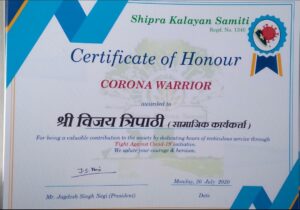 Shipra Kalayan Samiti
Regd. No. 1340
Certificate of Honour
CORONA WARRIOR
awarded to
श्री विजय त्रिपाठी (सामाजिक कार्यकर्ता)
For being a valuable contribution to the society by dedicating hours of meticulous service through
"Fight Against Covid-19" initiative.
We salute your courage & heroism.
Monday, 26 July 2020
Mr. Jagdish Singh Negi (President)
Date